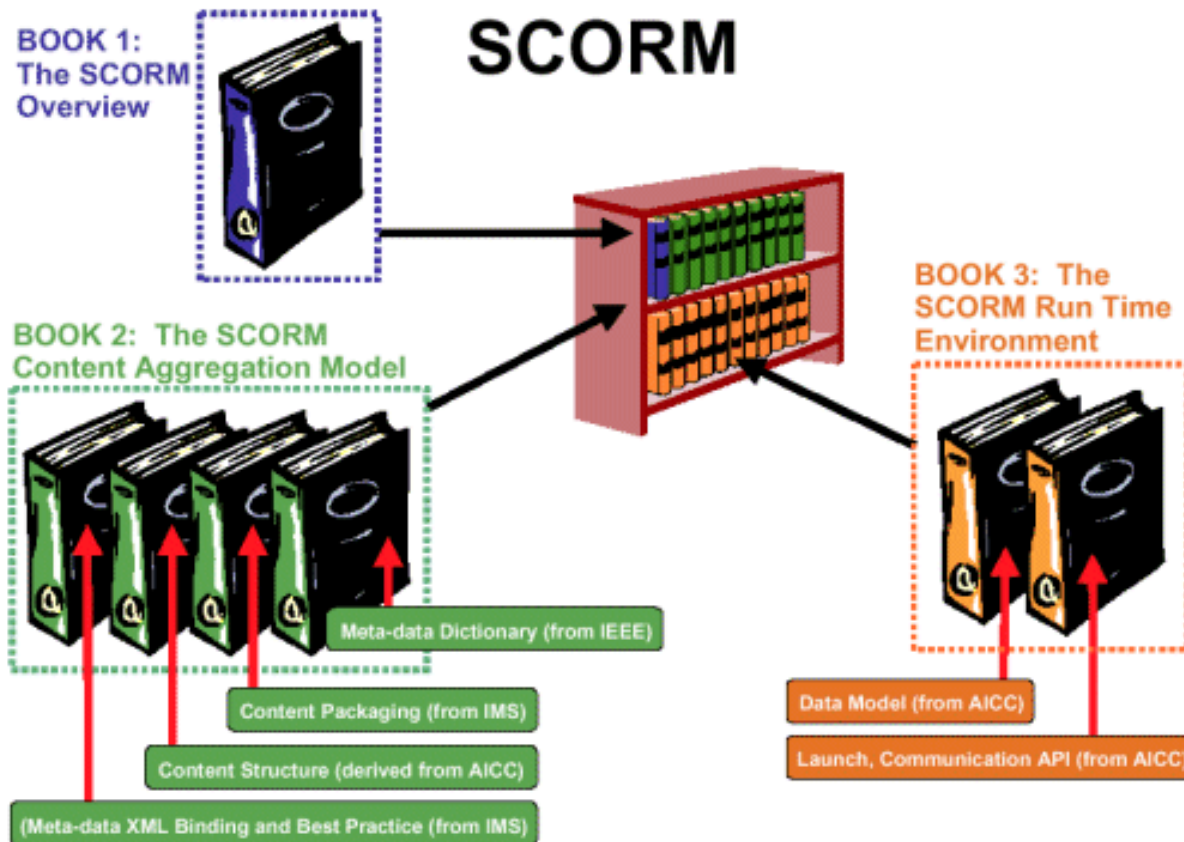 SCORM
BOOK 1:
The SCORM
Overview
BOOK 2: The SCORM
Content Aggregation Model
BOOK 3: The
SCORM Run Time
Environment
Meta-data Dictionary (from IEEE)
Content Packaging (from IMS)
Content Structure (derived from AICC)
(Meta-data XML Binding and Best Practice (from IMS)
Data Model (from AICC)
Launch, Communication API (from AICC)